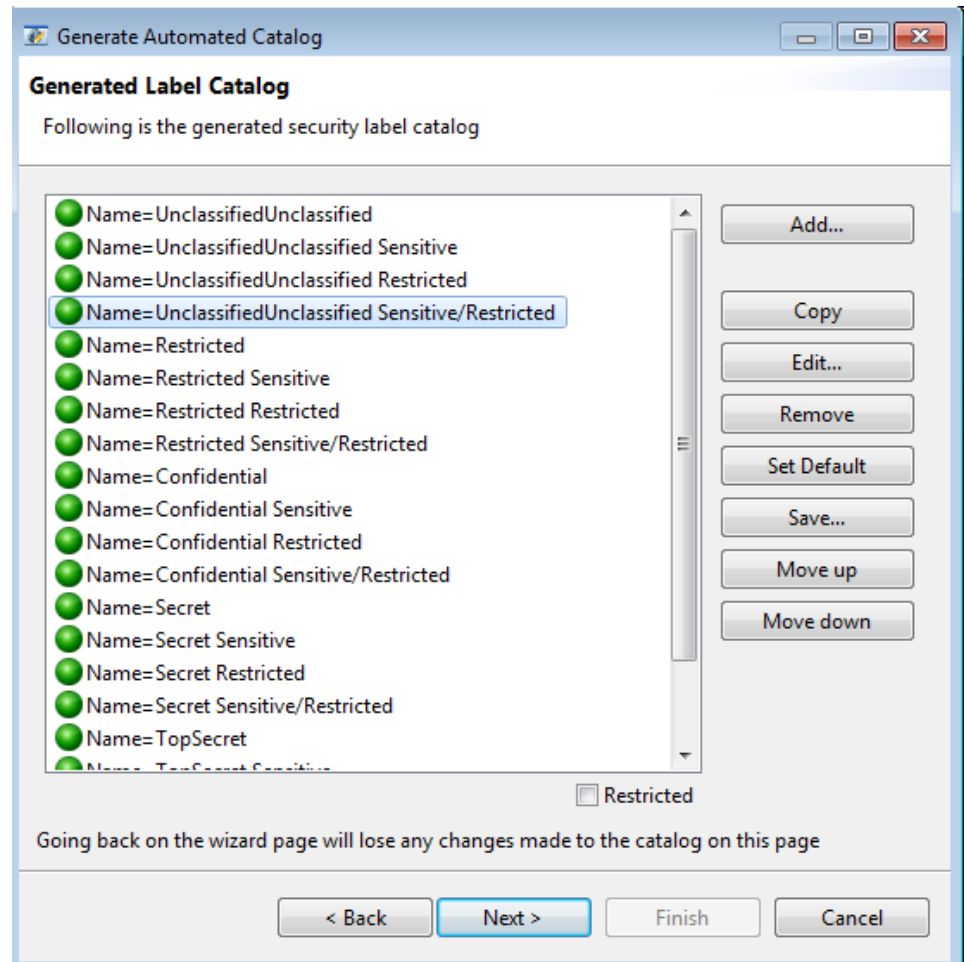 Generate Automated Catalog
Generated Label Catalog
Following is the generated security label catalog
Name=UnclassifiedUnclassified
Name=UnclassifiedUnclassified Sensitive
Name=UnclassifiedUnclassified Restricted
Name=UnclassifiedUnclassified Sensitive/Restricted
Name=Restricted
Name=Restricted Sensitive
Name=Restricted Restricted
Name=Restricted Sensitive/Restricted
Name=Confidential
Name=Confidential Sensitive
Name=Confidential Restricted
Name=Confidential Sensitive/Restricted
Name=Secret
Name=Secret Sensitive
Name=Secret Restricted
Name=Secret Sensitive/Restricted
Name=TopSecret
Name=TopSecret Sensitive
Add...
Copy
Edit...
Remove
Set Default
Save...
Move up
Move down
Restricted
Going back on the wizard page will lose any changes made to the catalog on this page
< Back
Next >
Finish
Cancel